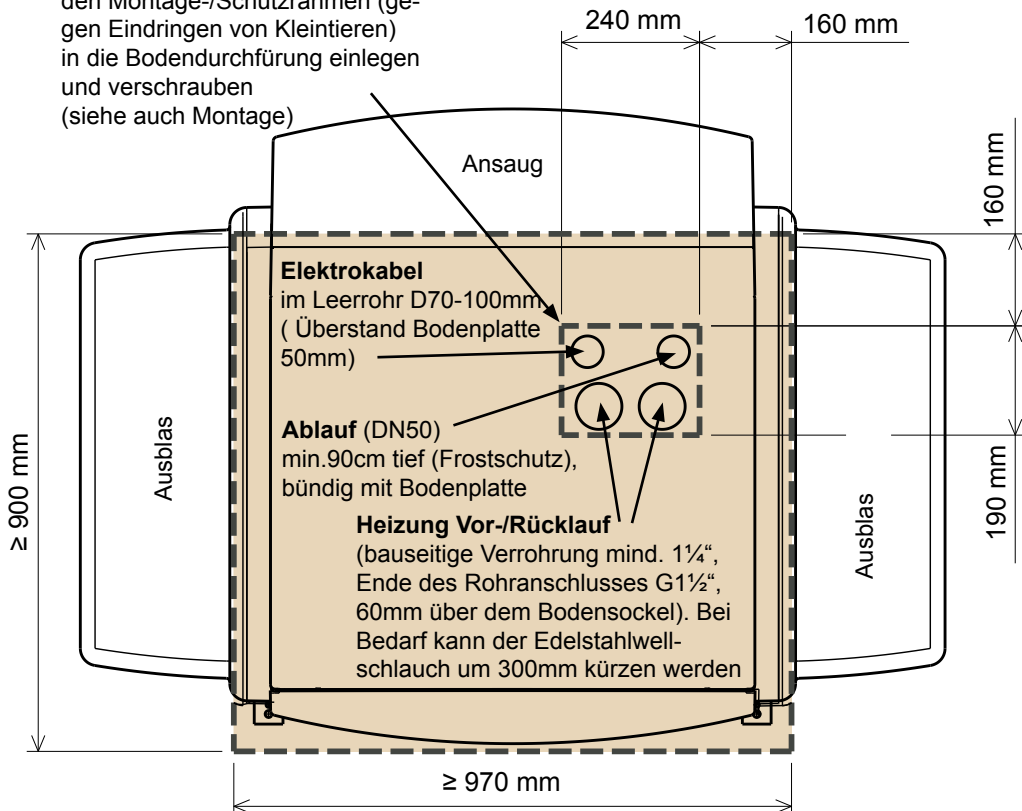 den Montage-/Schutzrahmen (ge-
gen Eindringen von Kleintieren)
in die Bodendurchfürung einlegen
und verschrauben
(siehe auch Montage)
240 mm
160 mm
Ansaug
160 mm
Elektrokabel
im Leerrohr D70-100mm
( Überstand Bodenplatte
50mm)
Ablauf (DN50)
min.90cm tief (Frostschutz),
bündig mit Bodenplatte
Heizung Vor-/Rücklauf
(bauseitige Verrohrung mind. 1¼“,
Ende des Rohranschlusses G1½“,
60mm über dem Bodensockel). Bei
Bedarf kann der Edelstahlwell-
schlauch um 300mm kürzen werden
Ausblas
≥ 900 mm
Ausblas
190 mm
≥ 970 mm